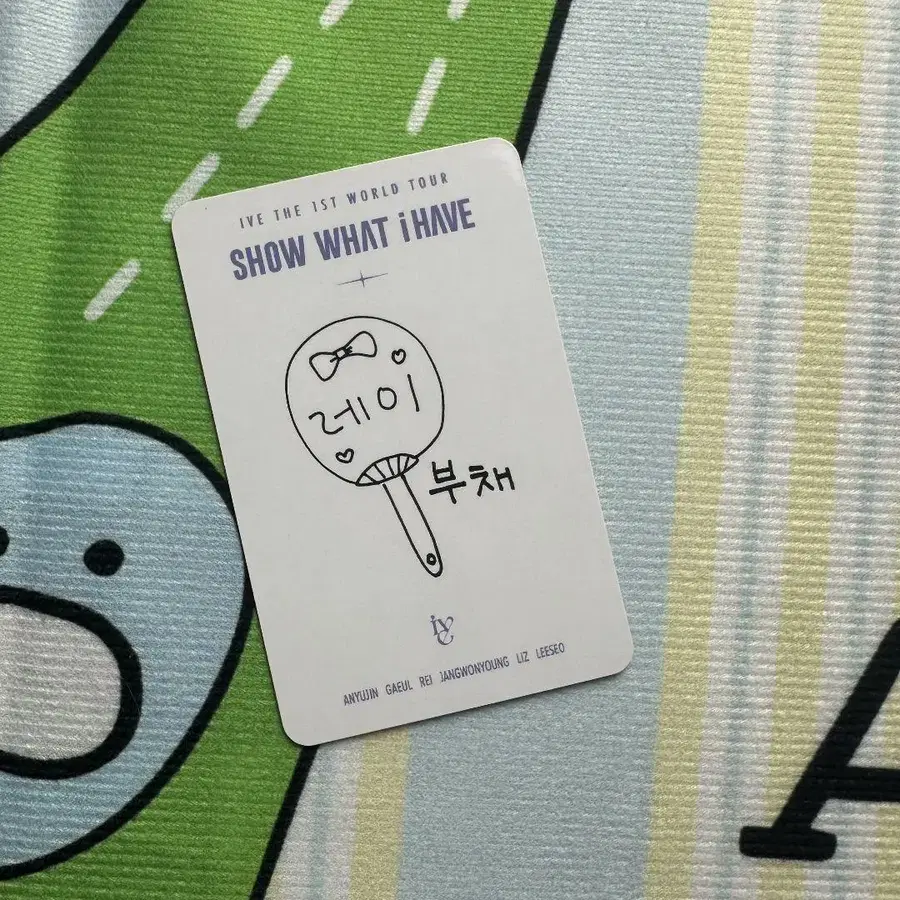 IVE THE 1ST WORLD TOUR
SHOW WHAT i HAVE
레이
부채
IVE
ANYUJIN GAEUL REI JANGWONYOUNG LIZ LEESEO
A